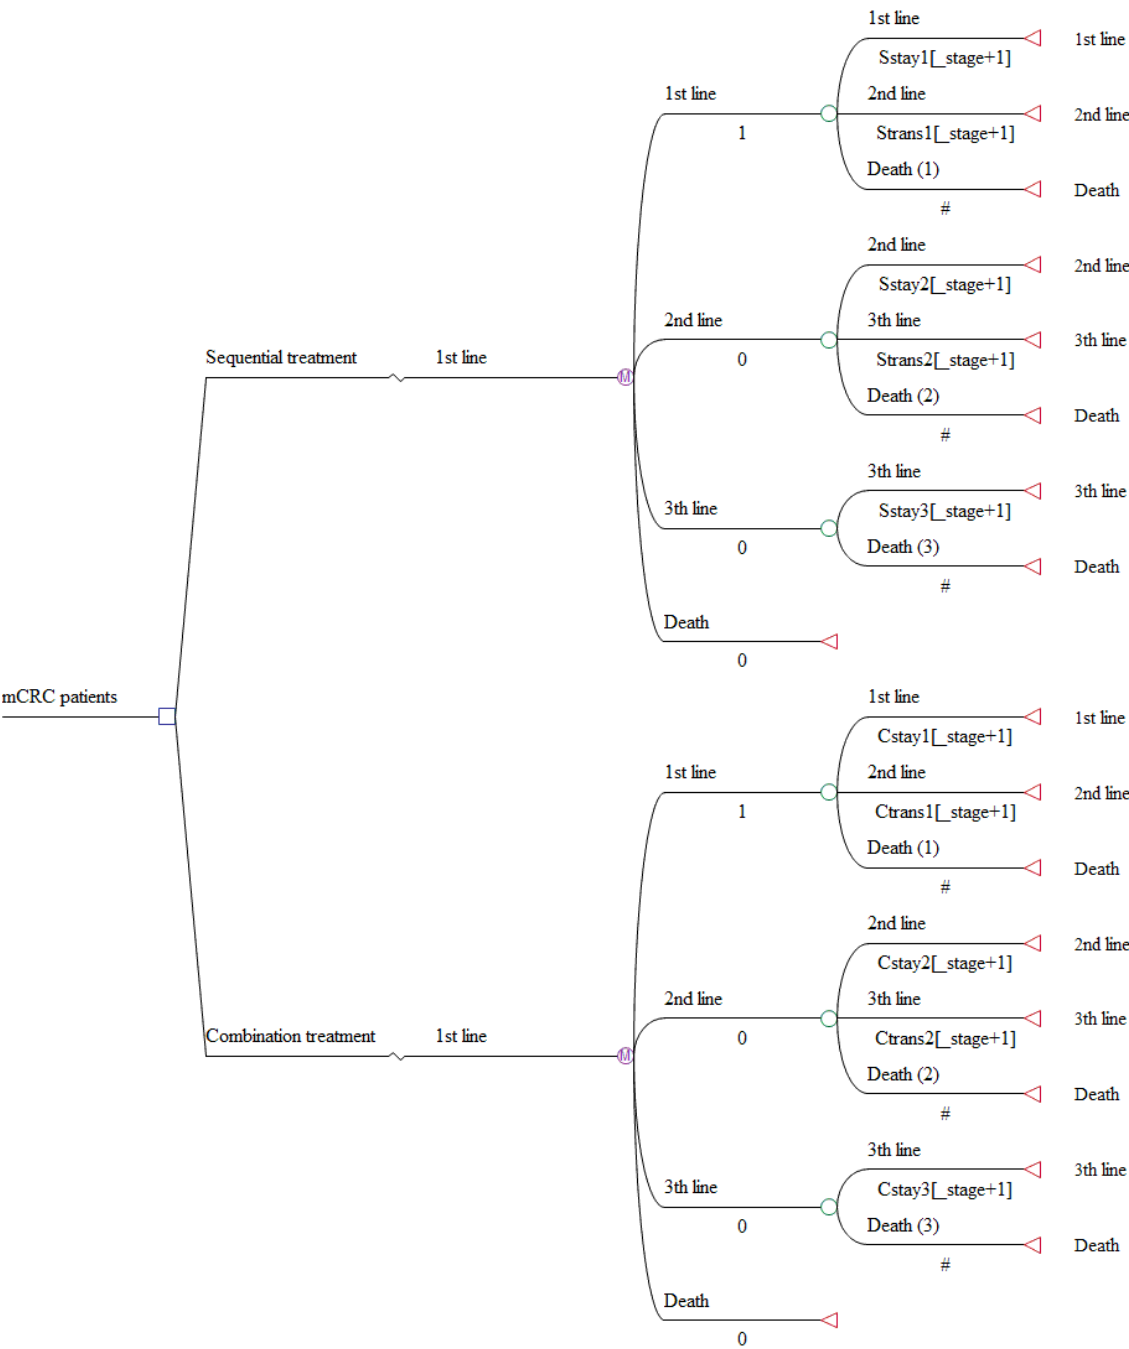 1st line
1st line
Sstay1[_stage+1]
1st line
2nd line
2nd line
1
Strans1[_stage+1]
Death (1)
Death
#
2nd line
2nd line
Sstay2[_stage+1]
2nd line
3th line
3th line
0
Strans2[_stage+1]
Sequential treatment
1st line
M
Death (2)
Death
#
3th line
3th line
Sstay3[_stage+1]
3th line
0
Death (3)
Death
#
Death
0
mCRC patients
1st line
1st line
Cstay1[_stage+1]
1st line
2nd line
2nd line
1
Ctrans1[_stage+1]
Death (1)
Death
#
2nd line
2nd line
Cstay2[_stage+1]
2nd line
3th line
3th line
0
Ctrans2[_stage+1]
Combination treatment
1st line
M
Death (2)
Death
#
3th line
3th line
Cstay3[_stage+1]
3th line
0
Death (3)
Death
#
Death
0